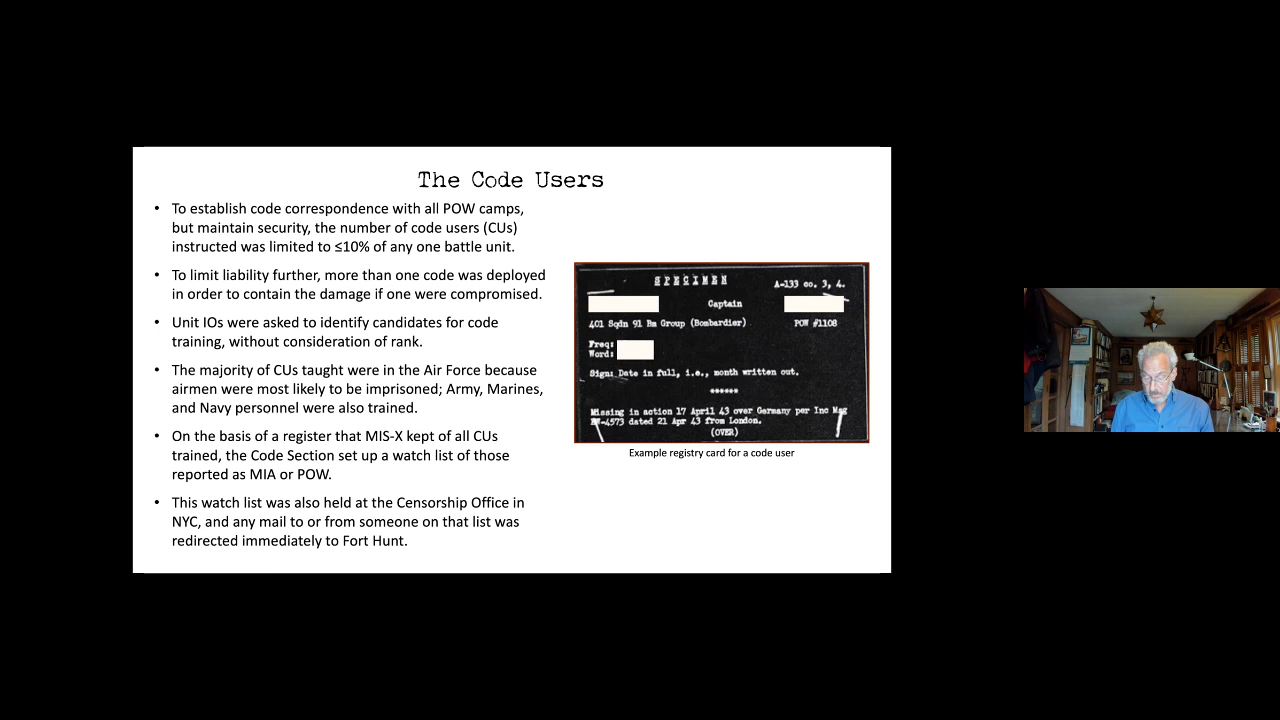 The Code Users
• To establish code correspondence with all POW camps,
but maintain security, the number of code users (CUs)
instructed was limited to ≤10% of any one battle unit.
• To limit liability further, more than one code was deployed
in order to contain the damage if one were compromised.
• Unit IOs were asked to identify candidates for code
training, without consideration of rank.
• The majority of CUs taught were in the Air Force because
airmen were most likely to be imprisoned; Army, Marines,
and Navy personnel were also trained.
• On the basis of a register that MIS-X kept of all CUs
trained, the Code Section set up a watch list of those
reported as MIA or POW.
• This watch list was also held at the Censorship Office in
NYC, and any mail to or from someone on that list was
redirected immediately to Fort Hunt.
SPECIMEN
A-133 co. 3, 4.
Captain
401 Sqdn 91 Bm Group (Bombardier)
POW #1108
Freq:
Word:
Sign: Date in full, i.e., month written out.
******
Missing in action 17 April 43 over Germany per Inc Msg
-4573 dated 21 Apr 43 from London.
(OVER)
Example registry card for a code user